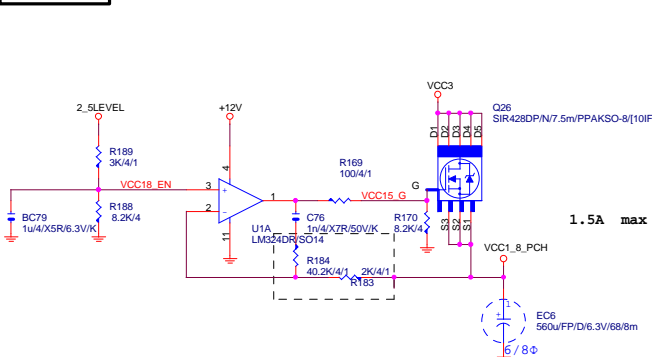 VCC3
Q26
SIR428DP/N/7.5m/PPAKSO-8/[10IF
2_5LEVEL
+12V
D1
D2
D3
D4
D5
R189
3K/4/1
R169
100/4/1
4
VCC18_EN
3
+
1
VCC15_G
G
2
-
BC79
1u/4/X5R/6.3V/K
R188
8.2K/4
C76
1n/4/X7R/50V/K
R170
8.2K/4
S3
S2
S1
1.5A max
11
U1A
LM324DR/SO14
VCC1_8_PCH
R184
40.2K/4/1
2K/4/1
R183
1
+
EC6
560u/FP/D/6.3V/68/8m
6/8Φ